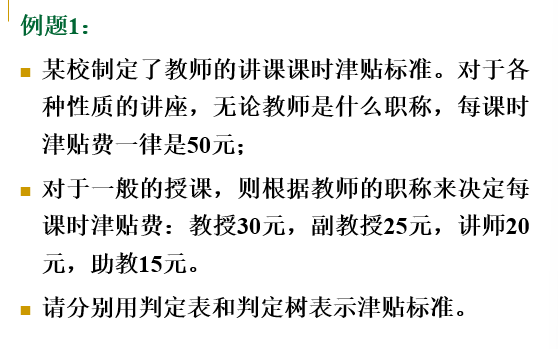 例题1：
某校制定了教师的讲课课时津贴标准。对于各
种性质的讲座，无论教师是什么职称，每课时
津贴费一律是50元；
对于一般的授课，则根据教师的职称来决定每
课时津贴费：教授30元，副教授25元，讲师20
元，助教15元。
请分别用判定表和判定树表示津贴标准。